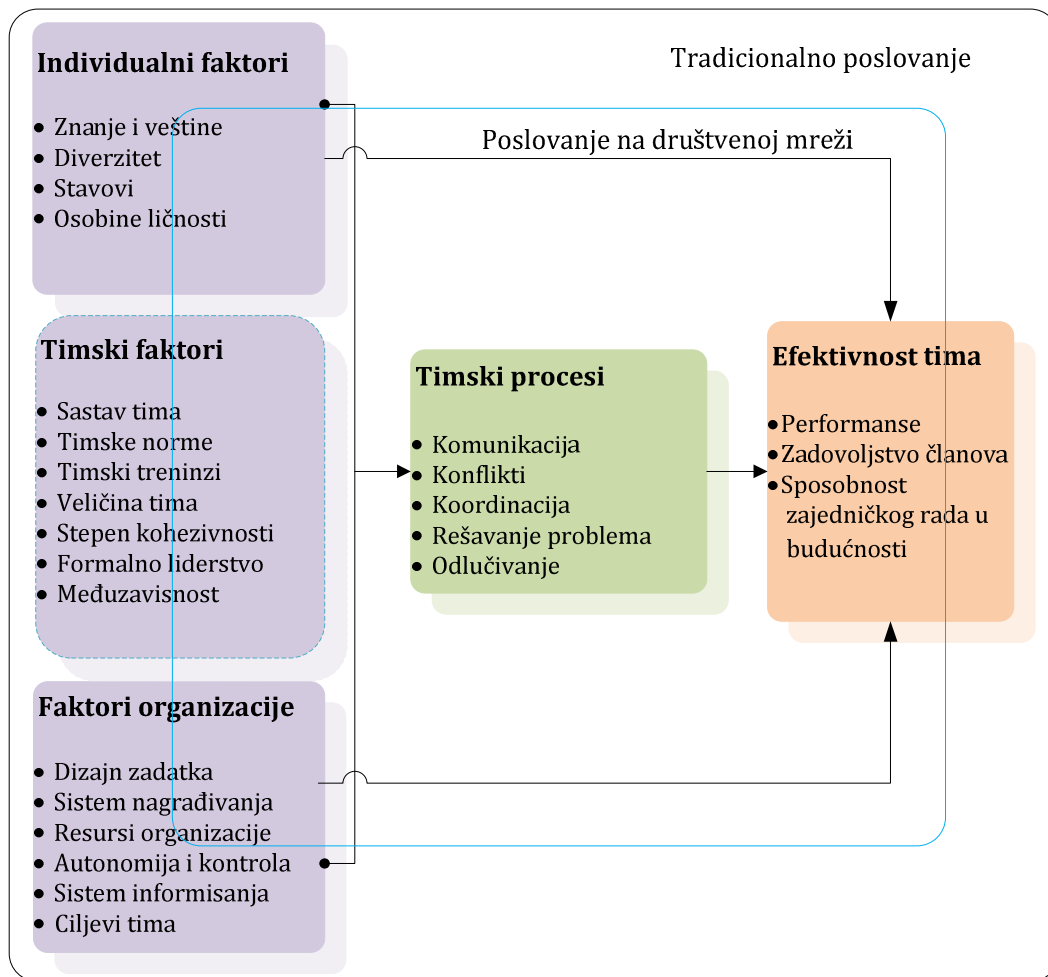 Tradicionalno poslovanje
Poslovanje na društvenoj mreži
Individualni faktori
• Znanje i veštine
• Diverzitet
• Stavovi
• Osobine ličnosti
Timski faktori
• Sastav tima
• Timske norme
• Timski treninzi
• Veličina tima
• Stepen kohezivnosti
• Formalno liderstvo
• Međuzavisnost
Faktori organizacije
• Dizajn zadatka
• Sistem nagrađivanja
• Resursi organizacije
• Autonomija i kontrola
• Sistem informisanja
• Ciljevi tima
Timski procesi
• Komunikacija
• Konflikti
• Koordinacija
• Rešavanje problema
• Odlučivanje
Efektivnost tima
• Performanse
• Zadovoljstvo članova
• Sposobnost
zajedničkog rada u
budućnosti